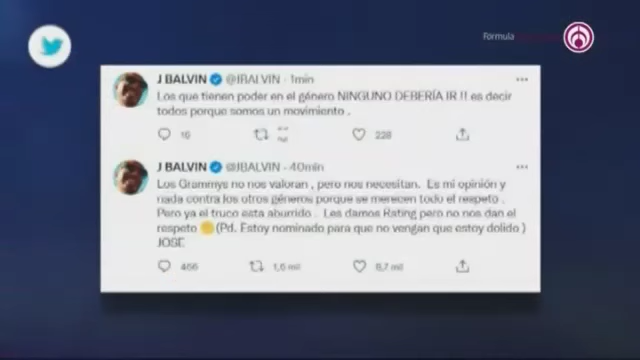 Fórmula
J BALVIN @JBALVIN · 1min
Los que tienen poder en el género NINGUNO DEBERÍA IR !! es decir
todos porque somos un movimiento .
16
228
J BALVIN @JBALVIN · 40min
Los Grammys no nos valoran , pero nos necesitan. Es mi opinión y
nada contra los otros géneros porque se merecen todo el respeto .
Pero ya el truco esta aburrido . Les damos Rating pero no nos dan el
respeto (Pd. Estoy nominado para que no vengan que estoy dolido )
JOSE
466
1,6 mil
6,7 mil